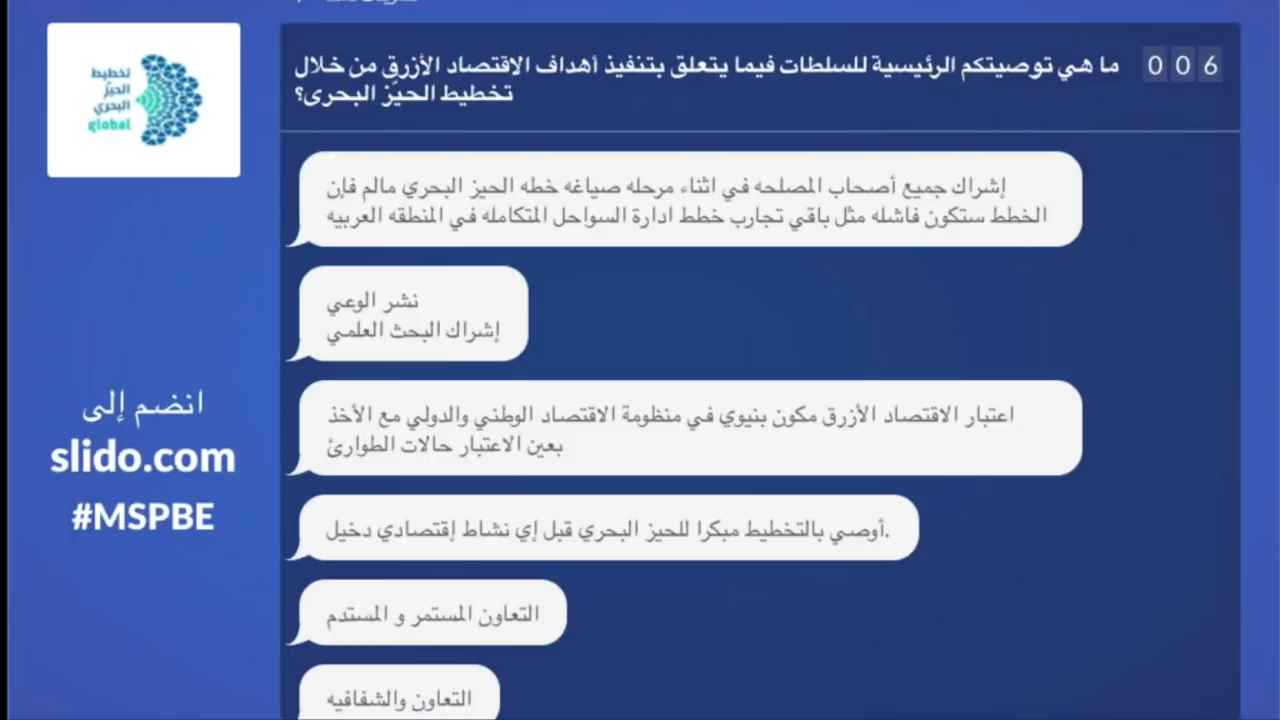 تخطيط
الحيّز
البحري
global
انضم إلى
slido.com
#MSPBE
ما هي توصيتكم الرئيسية للسلطات فيما يتعلق بتنفيذ أهداف الاقتصاد الأزرق من خلال
تخطيط الحيّز البحري؟
006
إشراك جميع أصحاب المصلحه في اثناء مرحله صياغه خطه الحيز البحري مالم فإن
الخطط ستكون فاشله مثل باقي تجارب خطط ادارة السواحل المتكامله في المنطقه العربيه
نشر الوعي
إشراك البحث العلمي
اعتبار الاقتصاد الأزرق مكون بنيوي في منظومة الاقتصاد الوطني والدولي مع الأخذ
بعين الاعتبار حالات الطوارئ
أوصي بالتخطيط مبكرا للحيز البحري قبل إي نشاط إقتصادي دخيل.
التعاون المستمر و المستدم
التعاون والشفافيه